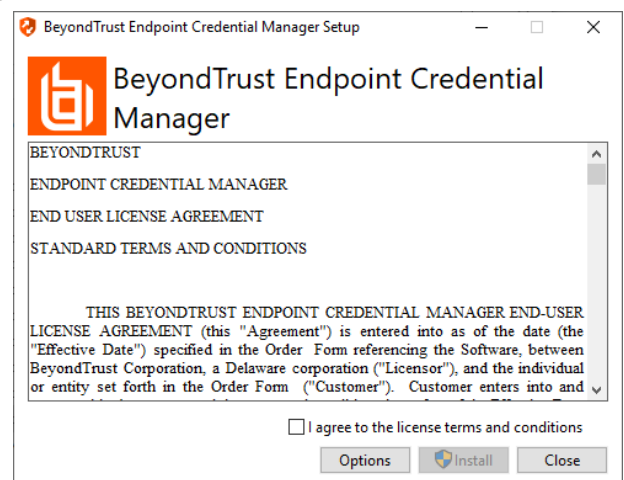 BeyondTrust Endpoint Credential Manager Setup
BeyondTrust Endpoint Credential
Manager
BEYONDTRUST
ENDPOINT CREDENTIAL MANAGER
END USER LICENSE AGREEMENT
STANDARD TERMS AND CONDITIONS
THIS BEYONDTRUST ENDPOINT CREDENTIAL MANAGER END-USER
LICENSE AGREEMENT (this "Agreement") is entered into as of the date (the
"Effective Date") specified in the Order Form referencing the Software, between
BeyondTrust Corporation, a Delaware corporation ("Licensor"), and the individual
or entity set forth in the Order Form ("Customer"). Customer enters into and
I agree to the license terms and conditions
Options Install Close